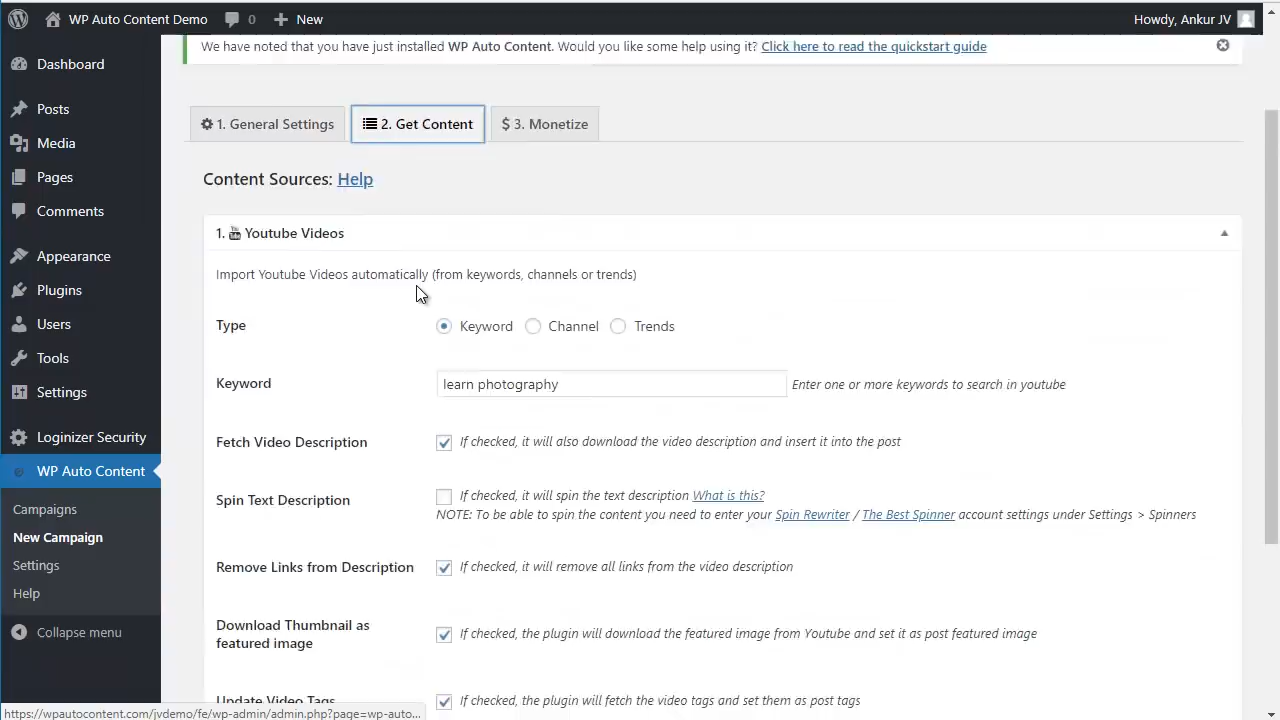 WP Auto Content Demo 0 New Howdy, Ankur JV
We have noted that you have just installed WP Auto Content. Would you like some help using it? Click here to read the quickstart guide
Dashboard
Posts
Media
Pages
Comments
Appearance
Plugins
Users
Tools
Settings
Loginizer Security
WP Auto Content
Campaigns
New Campaign
Settings
Help
Collapse menu
1. General Settings 2. Get Content $ 3. Monetize
Content Sources: Help
1. Youtube Videos
Import Youtube Videos automatically (from keywords, channels or trends)
Type Keyword Channel Trends
Keyword learn photography Enter one or more keywords to search in youtube
Fetch Video Description If checked, it will also download the video description and insert it into the post
Spin Text Description If checked, it will spin the text description What is this?
NOTE: To be able to spin the content you need to enter your Spin Rewriter / The Best Spinner account settings under Settings > Spinners
Remove Links from Description If checked, it will remove all links from the video description
Download Thumbnail as
featured image If checked, the plugin will download the featured image from Youtube and set it as post featured image
Update Video Tags If checked, the plugin will fetch the video tags and set them as post tags
https://wpautocontent.com/jvdemo/fe/wp-admin/admin.php?page=wp-auto...